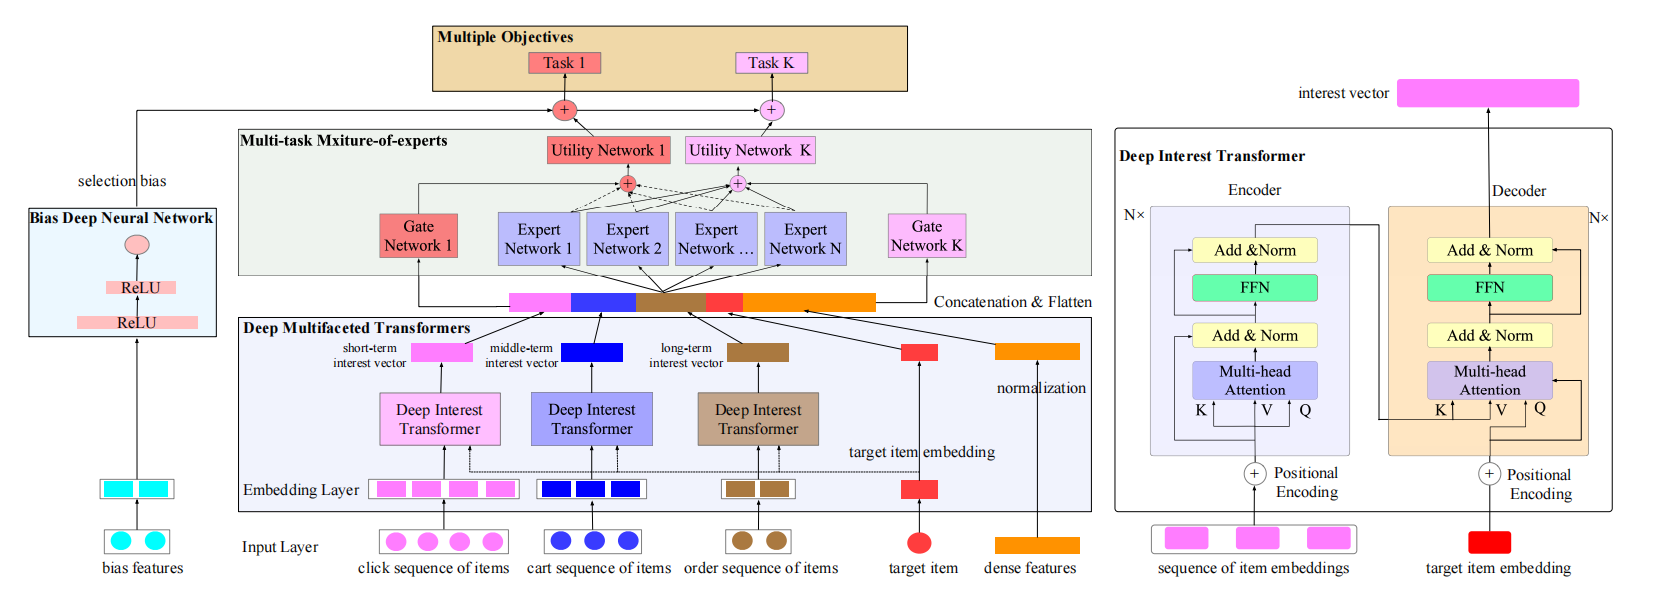 Multiple Objectives
Task 1
Task K
+
+
Multi-task Mxiture-of-experts
Utility Network 1
Utility Network K
+
+
Gate
Network 1
Expert
Network 1
Expert
Network 2
Expert
Network ...
Expert
Network N
Gate
Network K
selection bias
Bias Deep Neural Network
ReLU
ReLU
Concatenation & Flatten
Deep Multifaceted Transformers
short-term
interest vector
middle-term
interest vector
long-term
interest vector
normalization
Deep Interest
Transformer
Deep Interest
Transformer
Deep Interest
Transformer
target item embedding
Embedding Layer
Input Layer
bias features
click sequence of items
cart sequence of items
order sequence of items
target item
dense features
interest vector
Deep Interest Transformer
Encoder
Decoder
N×
N×
Add &Norm
FFN
Add & Norm
Multi-head
Attention
K
V
Q
+
Positional
Encoding
Add & Norm
FFN
Add & Norm
Multi-head
Attention
K
V
Q
+
Positional
Encoding
sequence of item embeddings
target item embedding